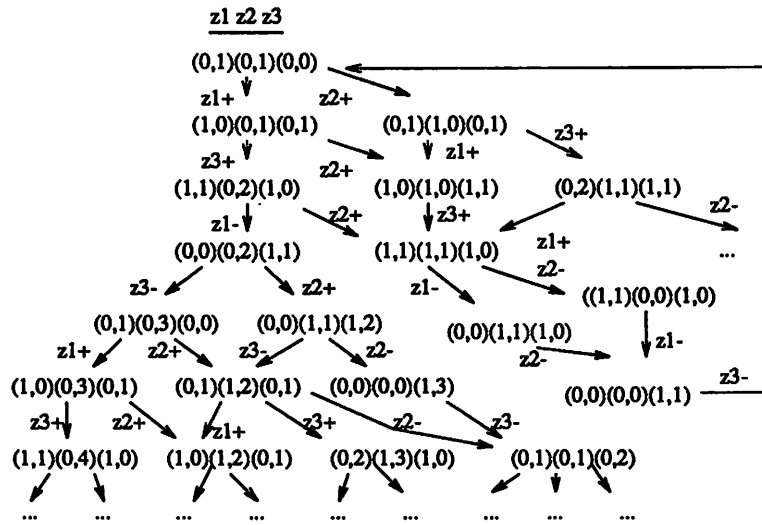 z1 z2 z3
(0,1)(0,1)(0,0)
z1+ z2+
(1,0)(0,1)(0,1) (0,1)(1,0)(0,1)
z3+ z2+ z1+ z3+
(1,1)(0,2)(1,0) (1,0)(1,0)(1,1) (0,2)(1,1)(1,1)
z1- z2+ z3+ z1+ z2-
(0,0)(0,2)(1,1) (1,1)(1,1)(1,0) ...
z3- z2+ z1- z2-
(0,1)(0,3)(0,0) (0,0)(1,1)(1,2) (0,0)(1,1)(1,0) ((1,1)(0,0)(1,0)
z1+ z2+ z3- z2- z2- z1-
(1,0)(0,3)(0,1) (0,1)(1,2)(0,1) (0,0)(0,0)(1,3) (0,0)(0,0)(1,1) z3-
z3+ z2+ z1+ z3+ z2- z3-
(1,1)(0,4)(1,0) (1,0)(1,2)(0,1) (0,2)(1,3)(1,0) (0,1)(0,1)(0,2)
... ... ... ... ... ... ... ... ...